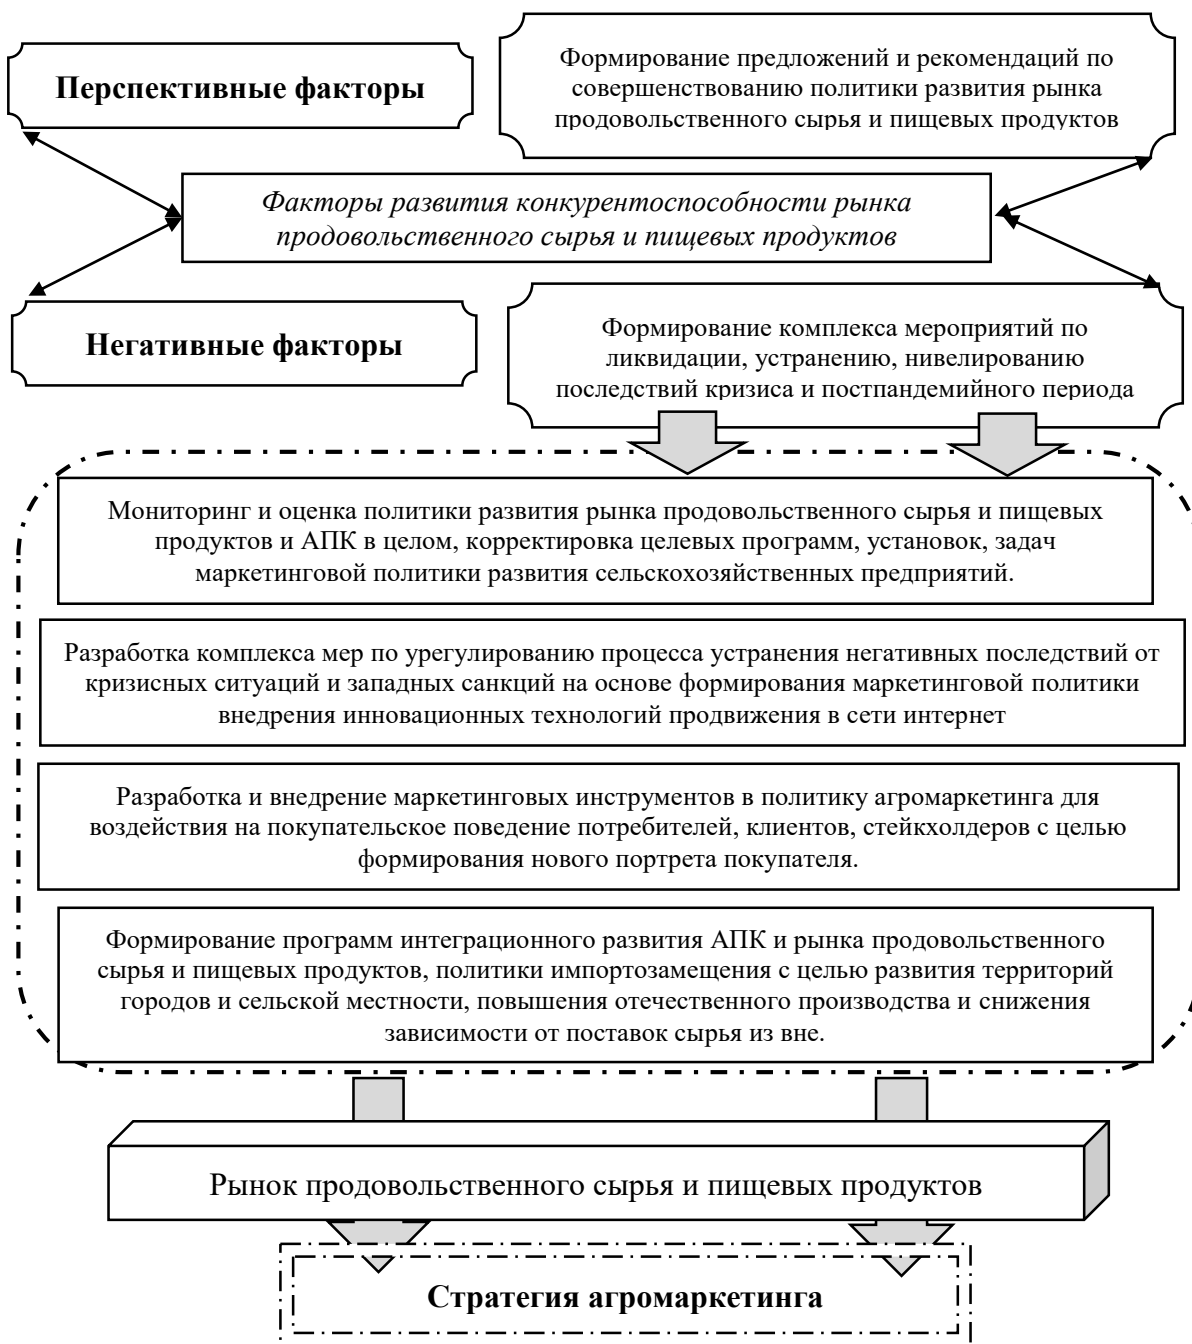 Перспективные факторы
Формирование предложений и рекомендаций по
совершенствованию политики развития рынка
продовольственного сырья и пищевых продуктов
Факторы развития конкурентоспособности рынка
продовольственного сырья и пищевых продуктов
Негативные факторы
Формирование комплекса мероприятий по
ликвидации, устранению, нивелированию
последствий кризиса и постпандемийного периода
Мониторинг и оценка политики развития рынка продовольственного сырья и пищевых
продуктов и АПК в целом, корректировка целевых программ, установок, задач
маркетинговой политики развития сельскохозяйственных предприятий.
Разработка комплекса мер по урегулированию процесса устранения негативных последствий от
кризисных ситуаций и западных санкций на основе формирования маркетинговой политики
внедрения инновационных технологий продвижения в сети интернет
Разработка и внедрение маркетинговых инструментов в политику агромаркетинга для
воздействия на покупательское поведение потребителей, клиентов, стейкхолдеров с целью
формирования нового портрета покупателя.
Формирование программ интеграционного развития АПК и рынка продовольственного
сырья и пищевых продуктов, политики импортозамещения с целью развития территорий
городов и сельской местности, повышения отечественного производства и снижения
зависимости от поставок сырья из вне.
Рынок продовольственного сырья и пищевых продуктов
Стратегия агромаркетинга